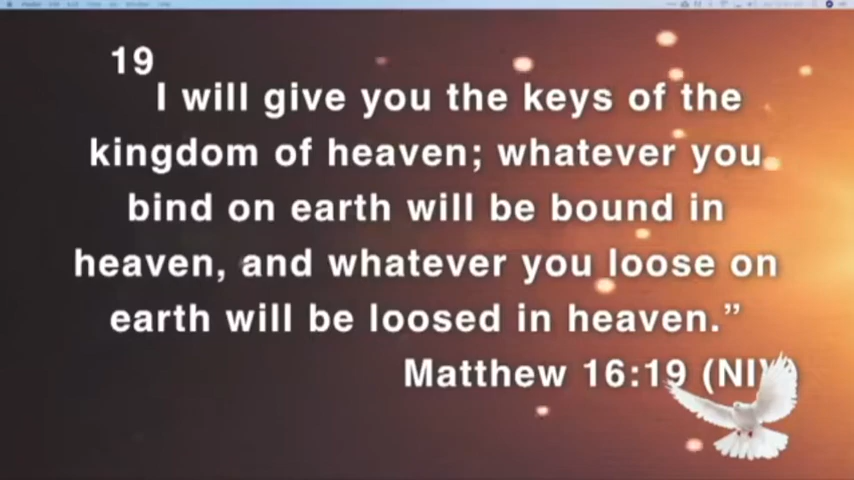 19
I will give you the keys of the
kingdom of heaven; whatever you
bind on earth will be bound in
heaven, and whatever you loose on
earth will be loosed in heaven.”
Matthew 16:19